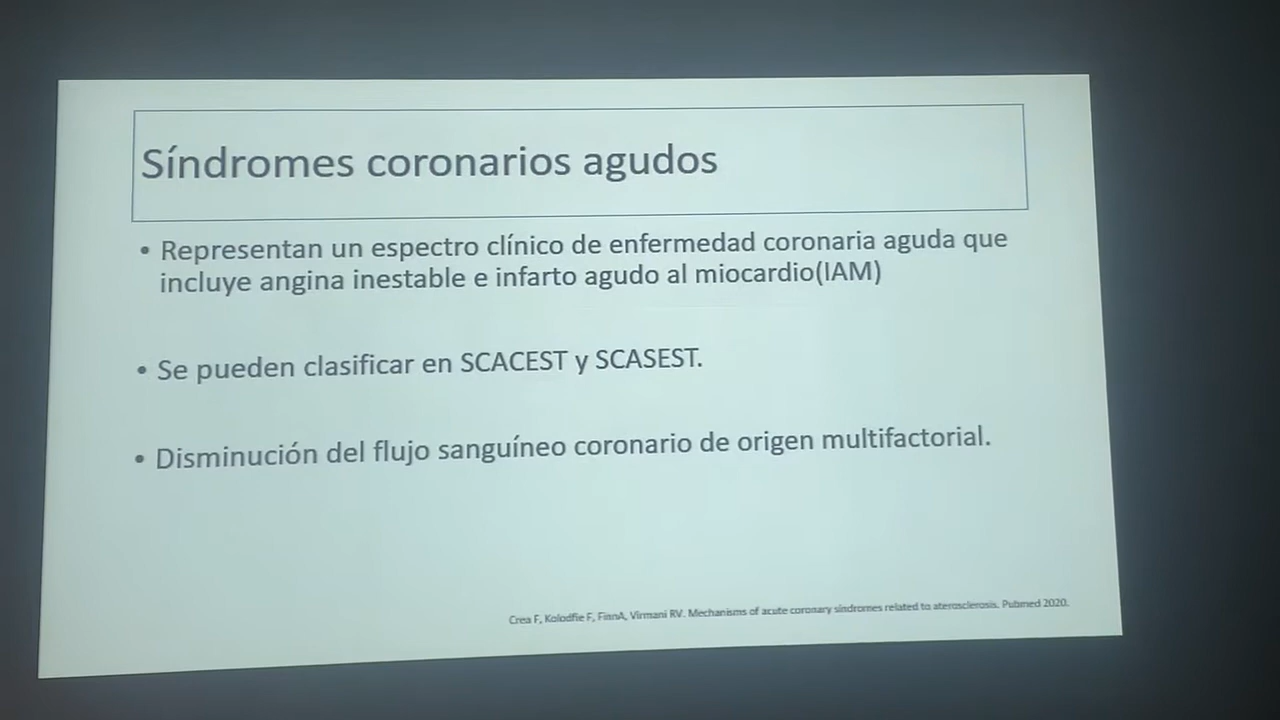 Síndromes coronarios agudos
• Representan un espectro clínico de enfermedad coronaria aguda que
incluye angina inestable e infarto agudo al miocardio(IAM)
• Se pueden clasificar en SCACEST y SCASEST.
• Disminución del flujo sanguíneo coronario de origen multifactorial.
Crea F, Kolodfie F, FinnA, Virmani RV. Mechanisms of acute coronary síndromes related to aterosclerosis. Pubmed 2020.